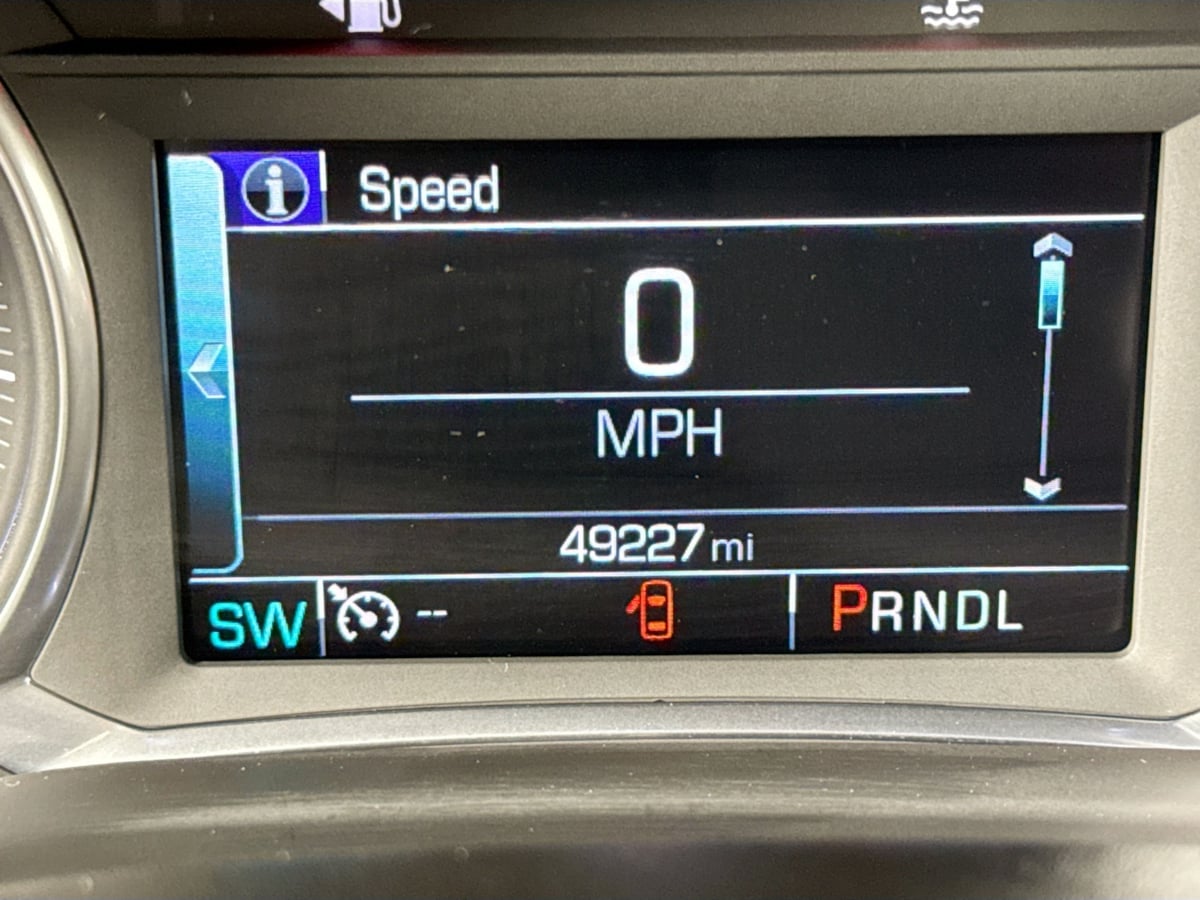 Speed
0
MPH
49227 mi
SW -- PRNDL